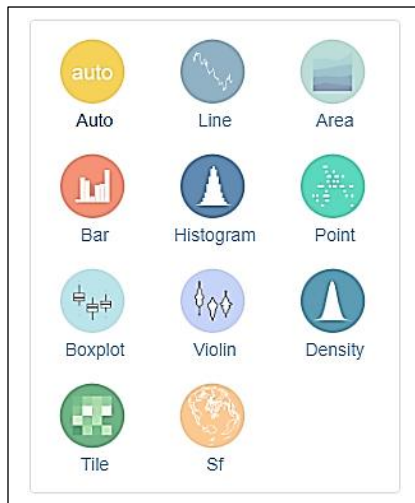 auto
Auto Line Area
Bar Histogram Point
Boxplot Violin Density
Tile Sf